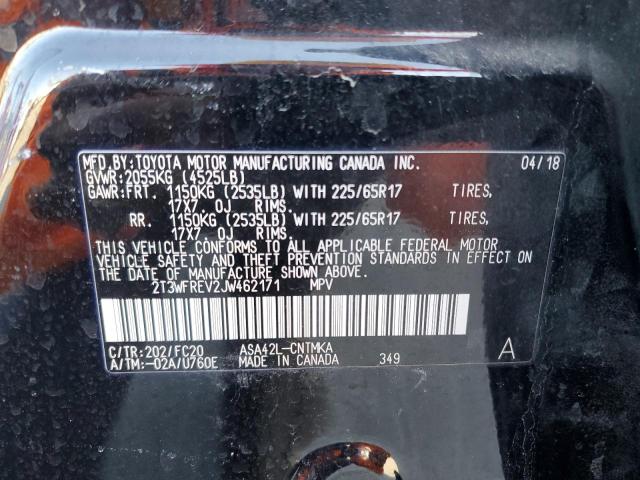 MFD.BY:TOYOTA MOTOR MANUFACTURING CANADA INC. 04/18
GVWR:2055KG (4525LB)
GAWR:FRT. 1150KG (2535LB) WITH 225/65R17 TIRES,
17X7.0J RIMS.
RR. 1150KG (2535LB) WITH 225/65R17 TIRES,
17X7.0J RIMS.
THIS VEHICLE CONFORMS TO ALL APPLICABLE FEDERAL MOTOR
VEHICLE SAFETY AND THEFT PREVENTION STANDARDS IN EFFECT ON
THE DATE OF MANUFACTURE SHOWN ABOVE.
2T3WFREV2JW462171 MPV
C/TR:202/FC20 ASA42L-CNTMKA
A/TM:-02A/U760E MADE IN CANADA 349 A